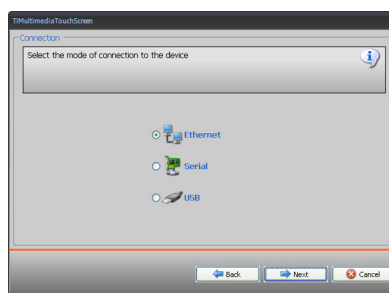 TiMultimediaTouchScreen
Connection
Select the mode of connection to the device
Ethernet
Serial
USB
Back
Next
Cancel